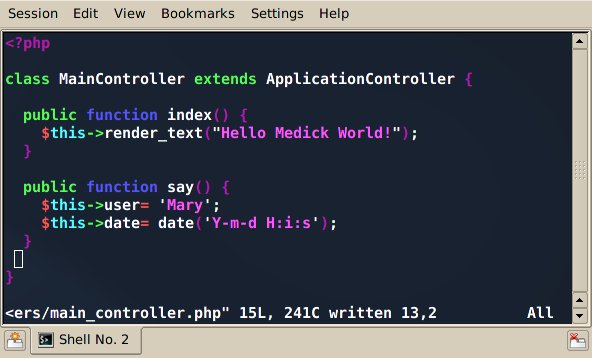 Session Edit View Bookmarks Settings Help
<?php
class MainController extends ApplicationController {
public function index() {
$this->render_text("Hello Medick World!");
}
public function say() {
$this->user= 'Mary';
$this->date= date('Y-m-d H:i:s');
}
}
<ers/main_controller.php" 15L, 241C written 13,2 All
Shell No. 2